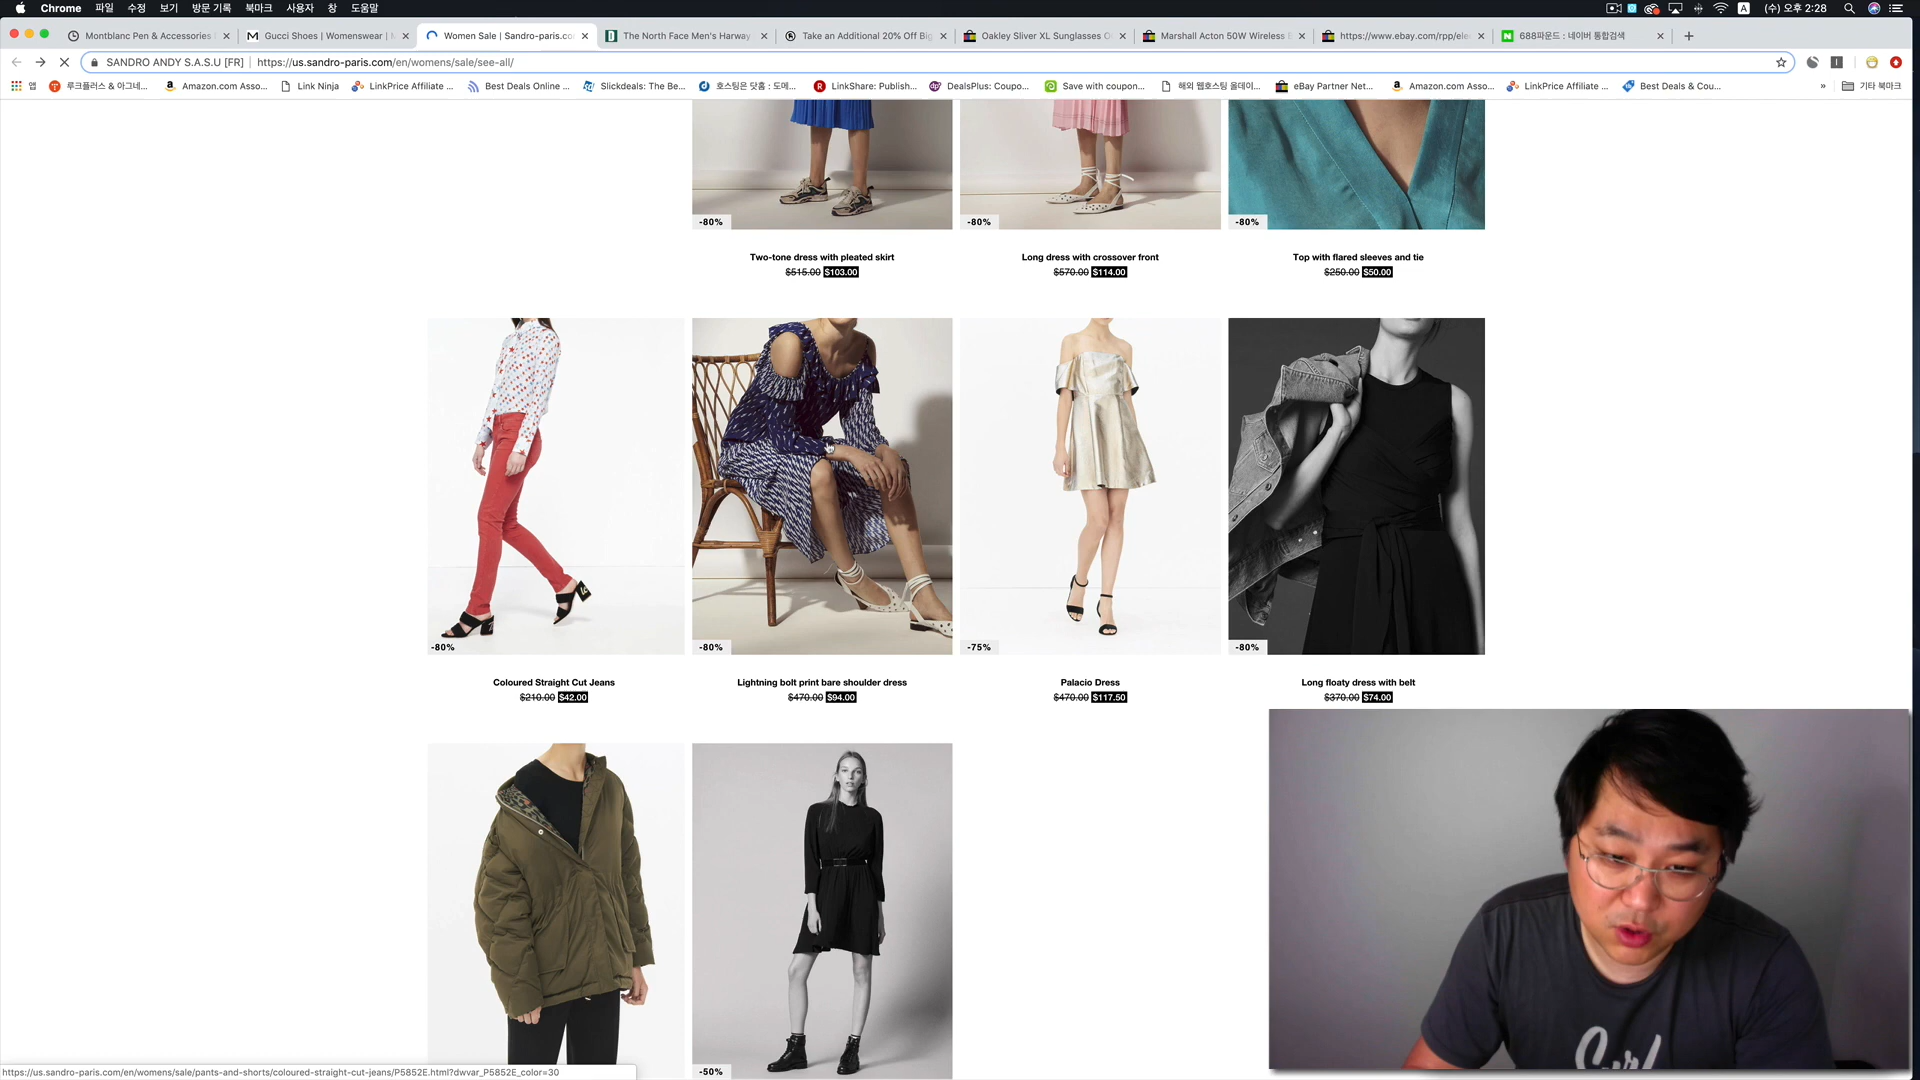 Chrome 파일 수정 보기 방문 기록 북마크 사용자 창 도움말
A (수) 오후 2:28
Montblanc Pen & Accessories
Gucci Shoes | Womenswear |
Women Sale | Sandro-paris.co
The North Face Men's Harway
Take an Additional 20% Off Big
Oakley Sliver XL Sunglasses O
Marshall Acton 50W Wireless
https://www.ebay.com/rpp/ele
688파운드 : 네이버 통합검색
SANDRO ANDY S.A.S.U [FR] | https://us.sandro-paris.com/en/womens/sale/see-all/
앱
루크플러스 & 아그네...
Amazon.com Asso...
Link Ninja
LinkPrice Affiliate ...
Best Deals Online ...
Slickdeals: The Be...
호스팅은 닷홈 : 도메...
LinkShare: Publish...
DealsPlus: Coupo...
Save with coupon...
해외 웹호스팅 올데이...
eBay Partner Net...
Amazon.com Asso...
LinkPrice Affiliate ...
Best Deals & Cou...
»
기타 북마크
-80%
-80%
-80%
Two-tone dress with pleated skirt
$515.00 $103.00
Long dress with crossover front
$570.00 $114.00
Top with flared sleeves and tie
$250.00 $50.00
-80%
-80%
-75%
-80%
Coloured Straight Cut Jeans
$210.00 $42.00
Lightning bolt print bare shoulder dress
$470.00 $94.00
Palacio Dress
$470.00 $117.50
Long floaty dress with belt
$370.00 $74.00
-50%
https://us.sandro-paris.com/en/womens/sale/pants-and-shorts/coloured-straight-cut-jeans/P5852E.html?dwvar_P5852E_color=30